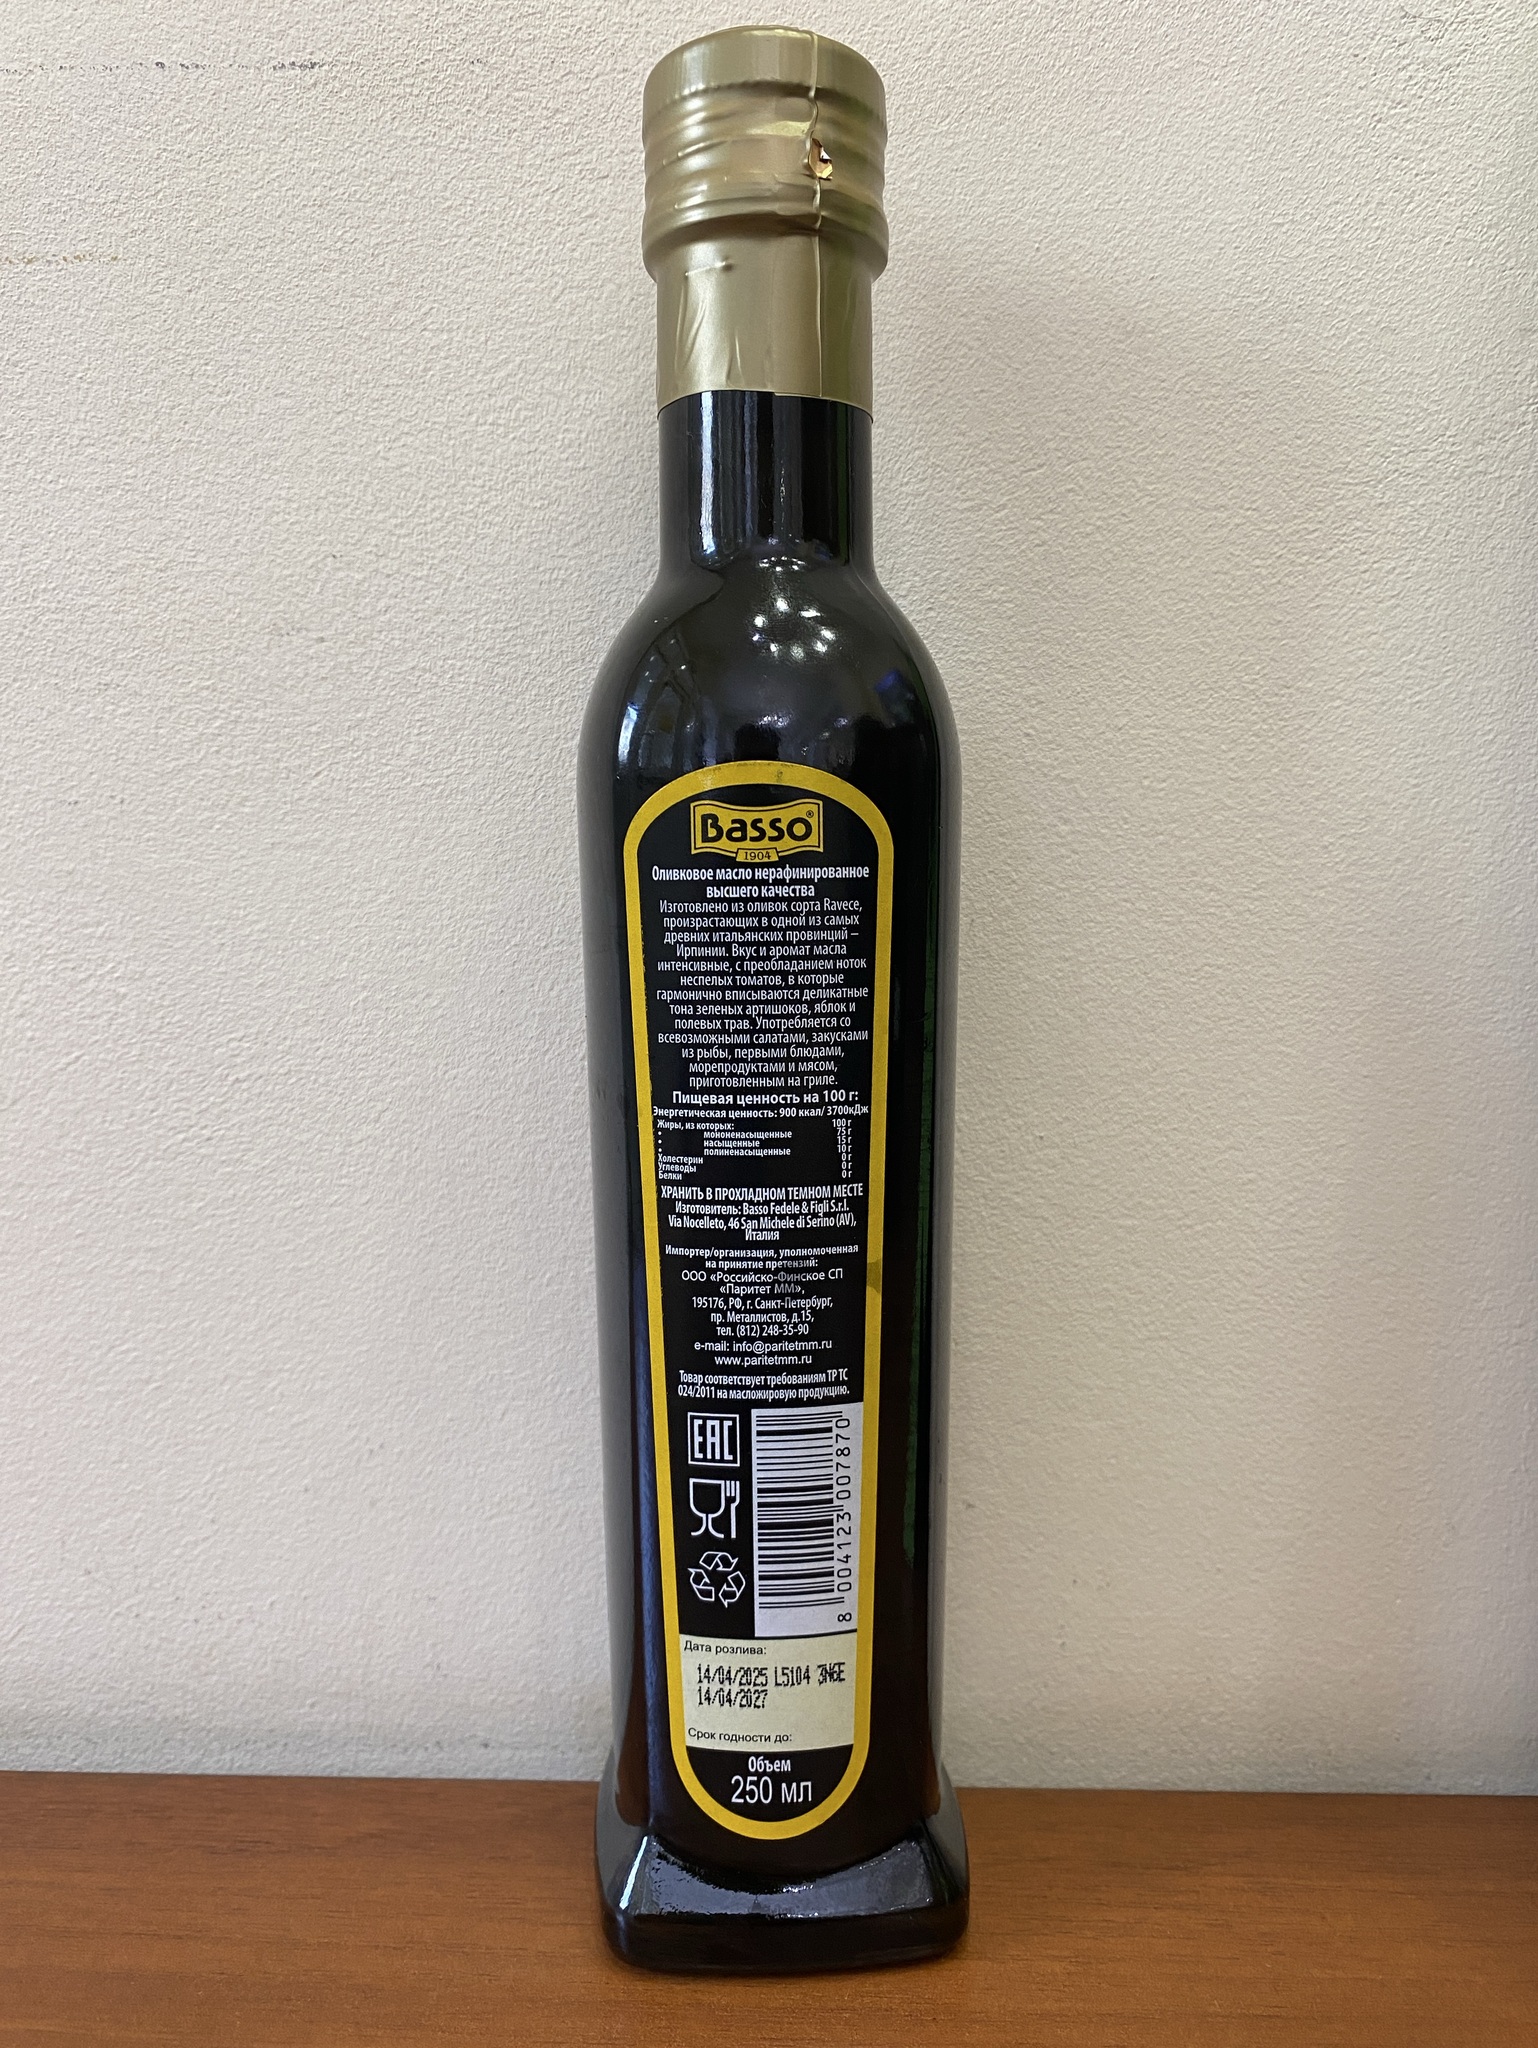 Basso®
1904
Оливковое масло нерафинированное
высшего качества
Изготовлено из оливок сорта Ravece,
произрастающих в одной из самых
древних итальянских провинций –
Ирпинии. Вкус и аромат масла
интенсивные, с преобладанием ноток
неспелых томатов, в которые
гармонично вписываются деликатные
тона зеленых артишоков, яблок и
полевых трав. Употребляется со
всевозможными салатами, закусками
из рыбы, первыми блюдами,
морепродуктами и мясом,
приготовленным на гриле.
Пищевая ценность на 100 г:
Энергетическая ценность: 900 ккал/ 3700кДж
Жиры, из которых: 100 г
• мононенасыщенные 75 г
• насыщенные 15 г
• полиненасыщенные 10 г
Холестерин 0 г
Углеводы 0 г
Белки 0 г
ХРАНИТЬ В ПРОХЛАДНОМ ТЕМНОМ МЕСТЕ
Изготовитель: Basso Fedele & Figli S.r.l.
Via Nocelleto, 46 San Michele di Serino (AV),
Италия
Импортер/организация, уполномоченная
на принятие претензий:
ООО «Российско-Финское СП
«Паритет ММ»,
195176, РФ, г. Санкт-Петербург,
пр. Металлистов, д.15,
тел. (812) 248-35-90
e-mail: info@paritetmm.ru
www.paritetmm.ru
Товар соответствует требованиям ТР ТС
024/2011 на масложировую продукцию.
EAC
8 004123 007870
Дата розлива:
14/04/2025 L5104 3N6E
14/04/2027
Срок годности до:
Объем
250 мл